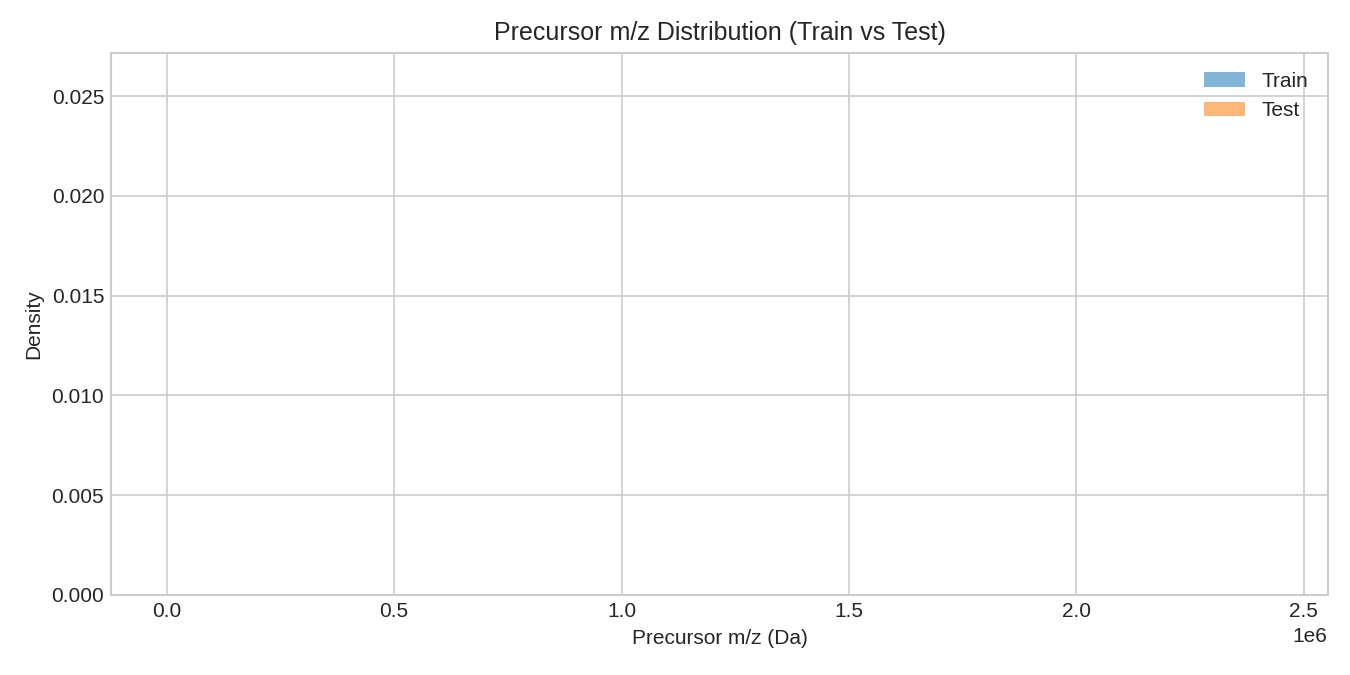 Precursor m/z Distribution (Train vs Test)
Train
Test
Density
0.025
0.020
0.015
0.010
0.005
0.000
0.0 0.5 1.0 1.5 2.0 2.5
1e6
Precursor m/z (Da)